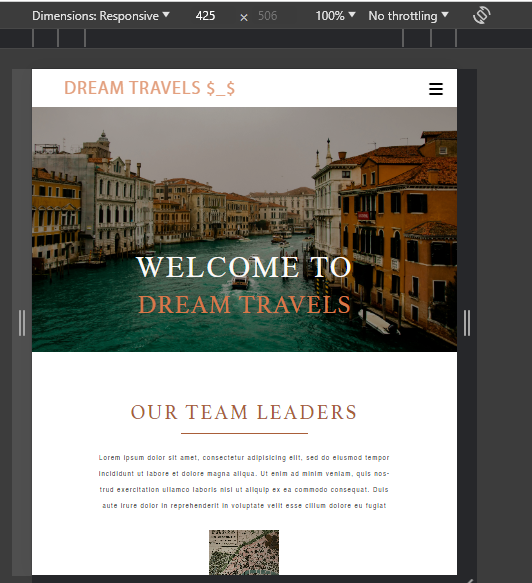 Dimensions: Responsive 425 × 506 100% No throttling
DREAM TRAVELS $_$
WELCOME TO
DREAM TRAVELS
OUR TEAM LEADERS
Lorem ipsum dolor sit amet, consectetur adipisicing elit, sed do eiusmod tempor
incididunt ut labore et dolore magna aliqua. Ut enim ad minim veniam, quis nos-
trud exercitation ullamco laboris nisi ut aliquip ex ea commodo consequat. Duis
aute irure dolor in reprehenderit in voluptate velit esse cillum dolore eu fugiat